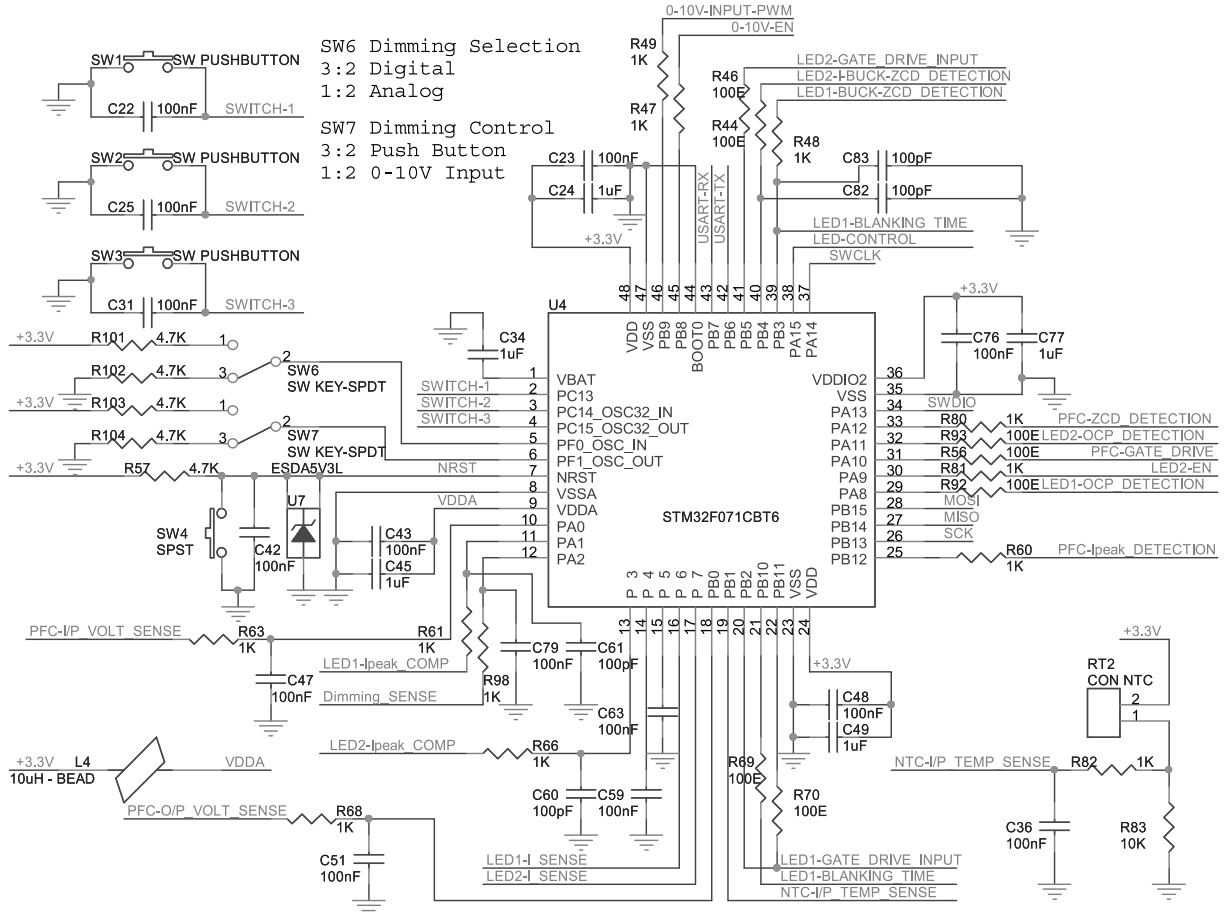 0-10V-INPUT-PWM
0-10V-EN
SW6 Dimming Selection
3:2 Digital
1:2 Analog
SW7 Dimming Control
3:2 Push Button
1:2 0-10V Input
SW1 SW PUSHBUTTON
C22 100nF SWITCH-1
SW2 SW PUSHBUTTON
C25 100nF SWITCH-2
SW3 SW PUSHBUTTON
C31 100nF SWITCH-3
R49
1K
R47
1K
R46
100E
R44
100E
LED2-GATE_DRIVE_INPUT
LED2-I-BUCK-ZCD_DETECTION
LED1-BUCK-ZCD_DETECTION
R48
1K
C83 100pF
C82 100pF
C23 100nF
C24 1uF
+3.3V
USART-RX
USART-TX
LED1-BLANKING_TIME
LED-CONTROL
SWCLK
+3.3V R101 4.7K 1
2
R102 4.7K 3
SW6
SW KEY-SPDT
+3.3V R103 4.7K 1
2
R104 4.7K 3
SW7
SW KEY-SPDT
+3.3V R57 4.7K ESDA5V3L NRST
U7
SW4
SPST
C42
100nF
VDDA
C43
100nF
C45
1uF
C34
1uF
SWITCH-1
SWITCH-2
SWITCH-3
U4
STM32F071CBT6
48 47 46 45 44 43 42 41 40 39 38 37
VDD VSS PB9 PB8 BOOT0 PB7 PB6 PB5 PB4 PB3 PA15 PA14
1 VBAT
2 PC13
3 PC14_OSC32_IN
4 PC15_OSC32_OUT
5 PF0_OSC_IN
6 PF1_OSC_OUT
7 NRST
8 VSSA
9 VDDA
10 PA0
11 PA1
12 PA2
VDDIO2 36
VSS 35
PA13 34 SWDIO
PA12 33 R80 1K PFC-ZCD_DETECTION
PA11 32 R93 100E LED2-OCP_DETECTION
PA10 31 R56 100E PFC-GATE_DRIVE
PA9 30 R81 1K LED2-EN
PA8 29 R92 100E LED1-OCP_DETECTION
PB15 28 MOSI
PB14 27 MISO
PB13 26 SCK
PB12 25 R60 1K PFC-Ipeak_DETECTION
P 3 P 4 P 5 P 6 P 7 PB0 PB1 PB2 PB10 PB11 VSS VDD
13 14 15 16 17 18 19 20 21 22 23 24
+3.3V
C76
100nF
C77
1uF
PFC-I/P_VOLT_SENSE R63
1K
R61
1K
C47
100nF
LED1-Ipeak_COMP
R98
1K
Dimming_SENSE
C79
100nF
C61
100pF
C63
100nF
+3.3V
C48
100nF
C49
1uF
LED2-Ipeak_COMP R66
1K
C60
100pF
C59
100nF
R69
100E
R70
100E
+3.3V L4 VDDA
10uH - BEAD
PFC-O/P_VOLT_SENSE R68
1K
C51
100nF
LED1-I_SENSE
LED2-I_SENSE
LED1-GATE_DRIVE INPUT
LED1-BLANKING_TIME
NTC-I/P_TEMP_SENSE
+3.3V
RT2
CON NTC
2
1
NTC-I/P TEMP_SENSE R82 1K
C36
100nF
R83
10K